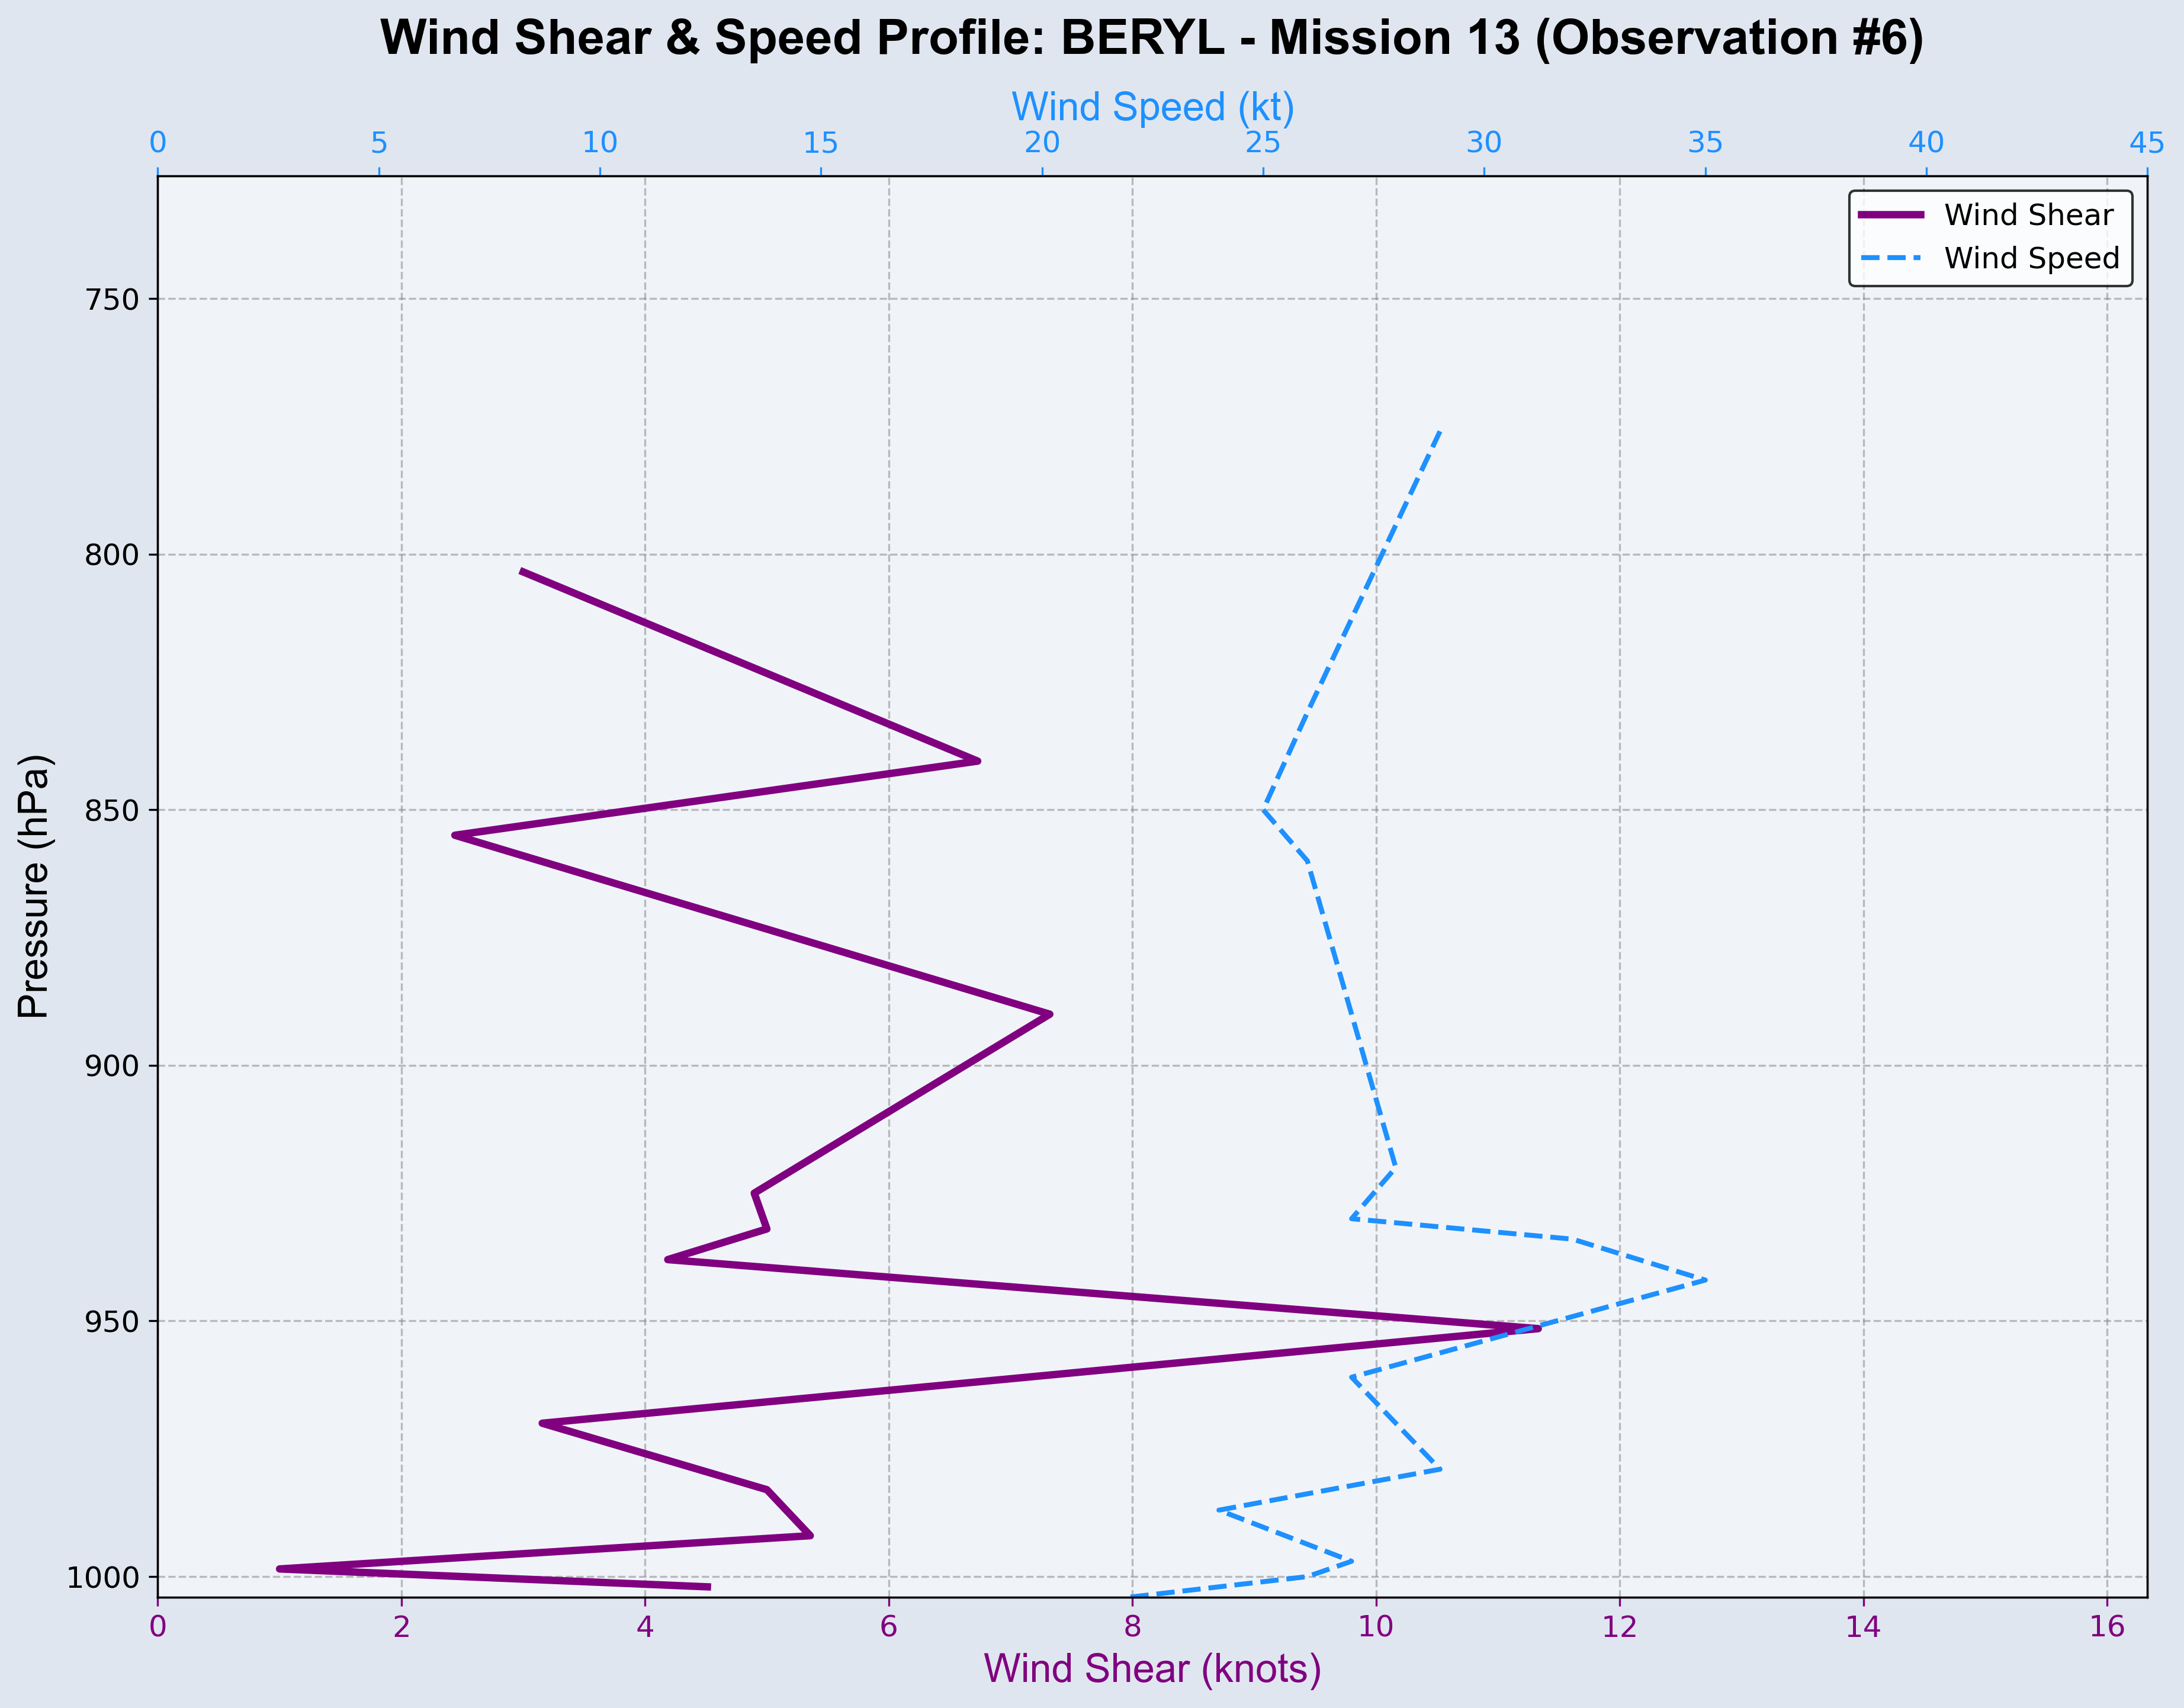 Wind Shear & Speed Profile: BERYL - Mission 13 (Observation #6)
Wind Speed (kt)
0 5 10 15 20 25 30 35 40 45
Wind Shear
Wind Speed
750
800
850
900
950
1000
Pressure (hPa)
0 2 4 6 8 10 12 14 16
Wind Shear (knots)